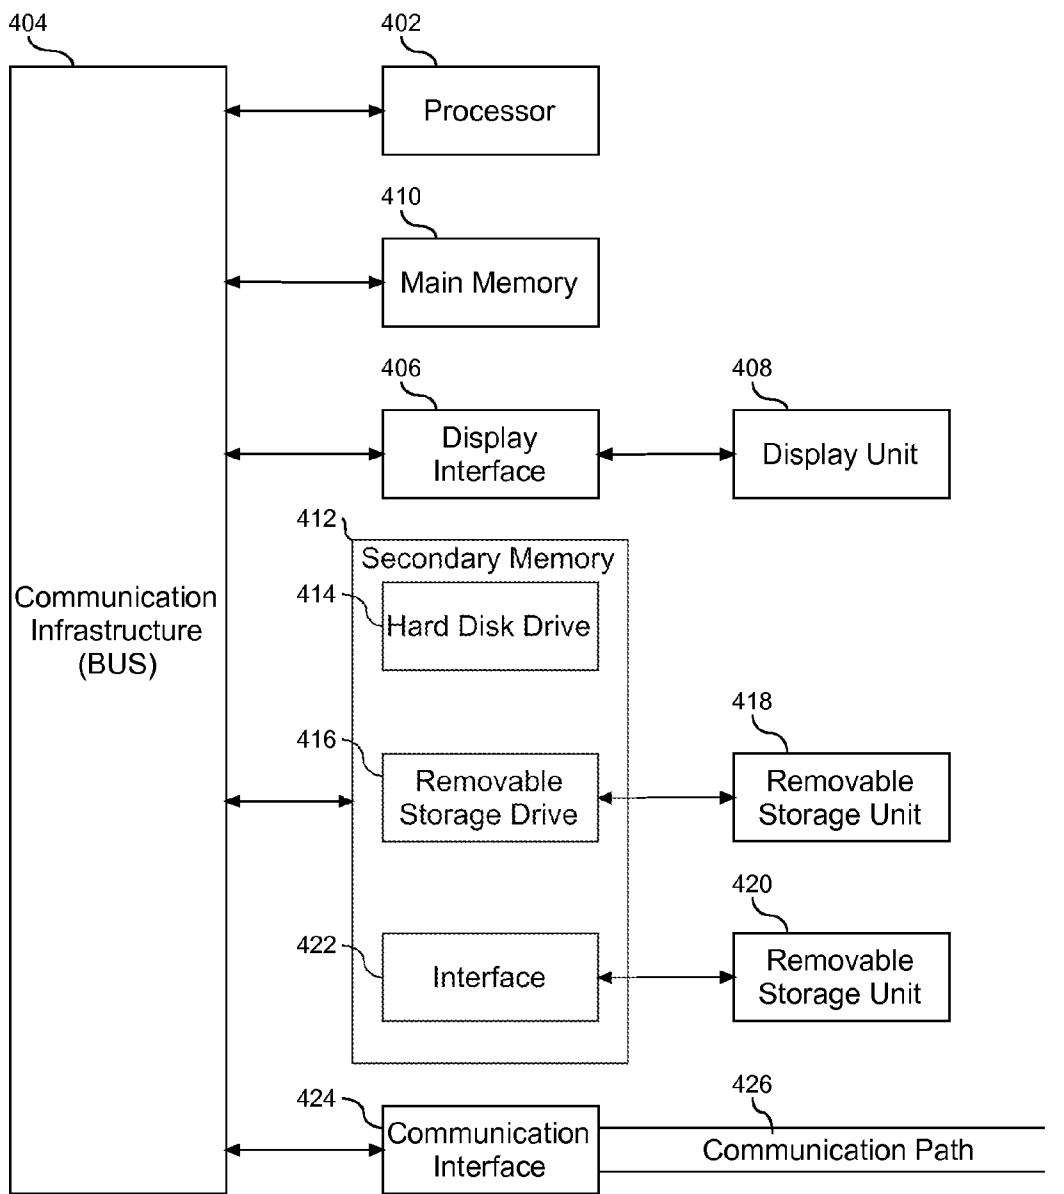 404
402
Processor
410
Main Memory
406
408
Display
Interface
Display Unit
412
Secondary Memory
414
Hard Disk Drive
Communication
Infrastructure
(BUS)
416
418
Removable
Storage Drive
Removable
Storage Unit
420
422
Interface
Removable
Storage Unit
424
426
Communication
Interface
Communication Path